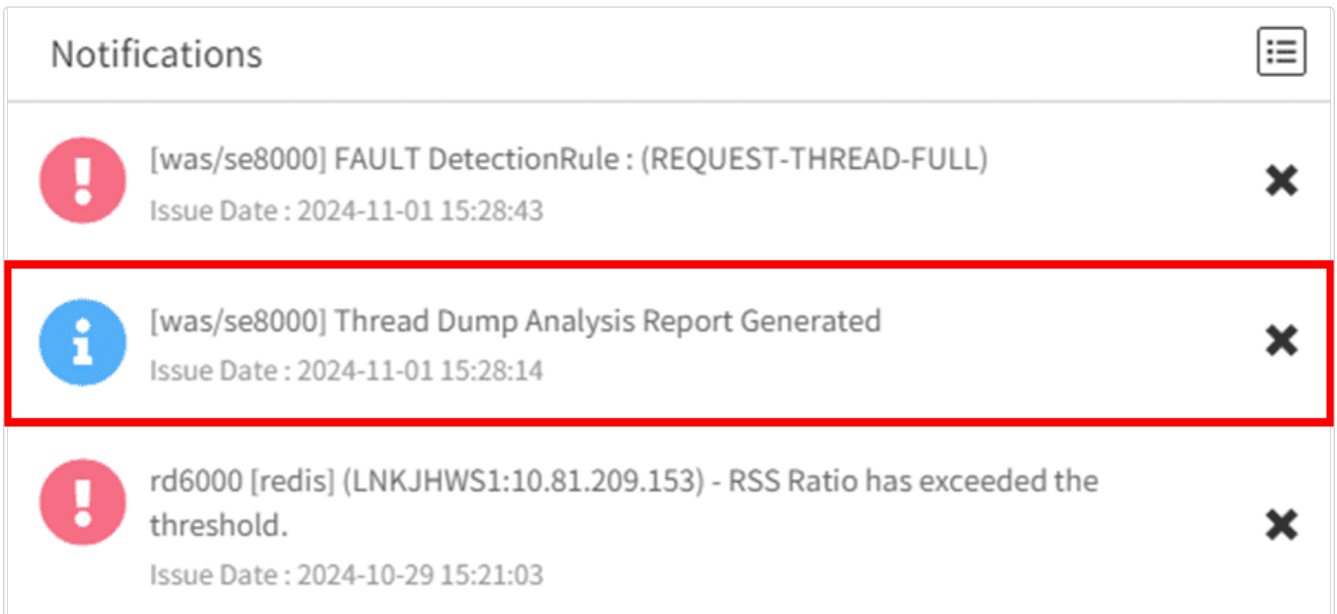 Notifications
[was/se8000] FAULT DetectionRule : (REQUEST-THREAD-FULL)
Issue Date : 2024-11-01 15:28:43
[was/se8000] Thread Dump Analysis Report Generated
Issue Date : 2024-11-01 15:28:14
rd6000 [redis] (LNKJHWS1:10.81.209.153) - RSS Ratio has exceeded the
threshold.
Issue Date : 2024-10-29 15:21:03